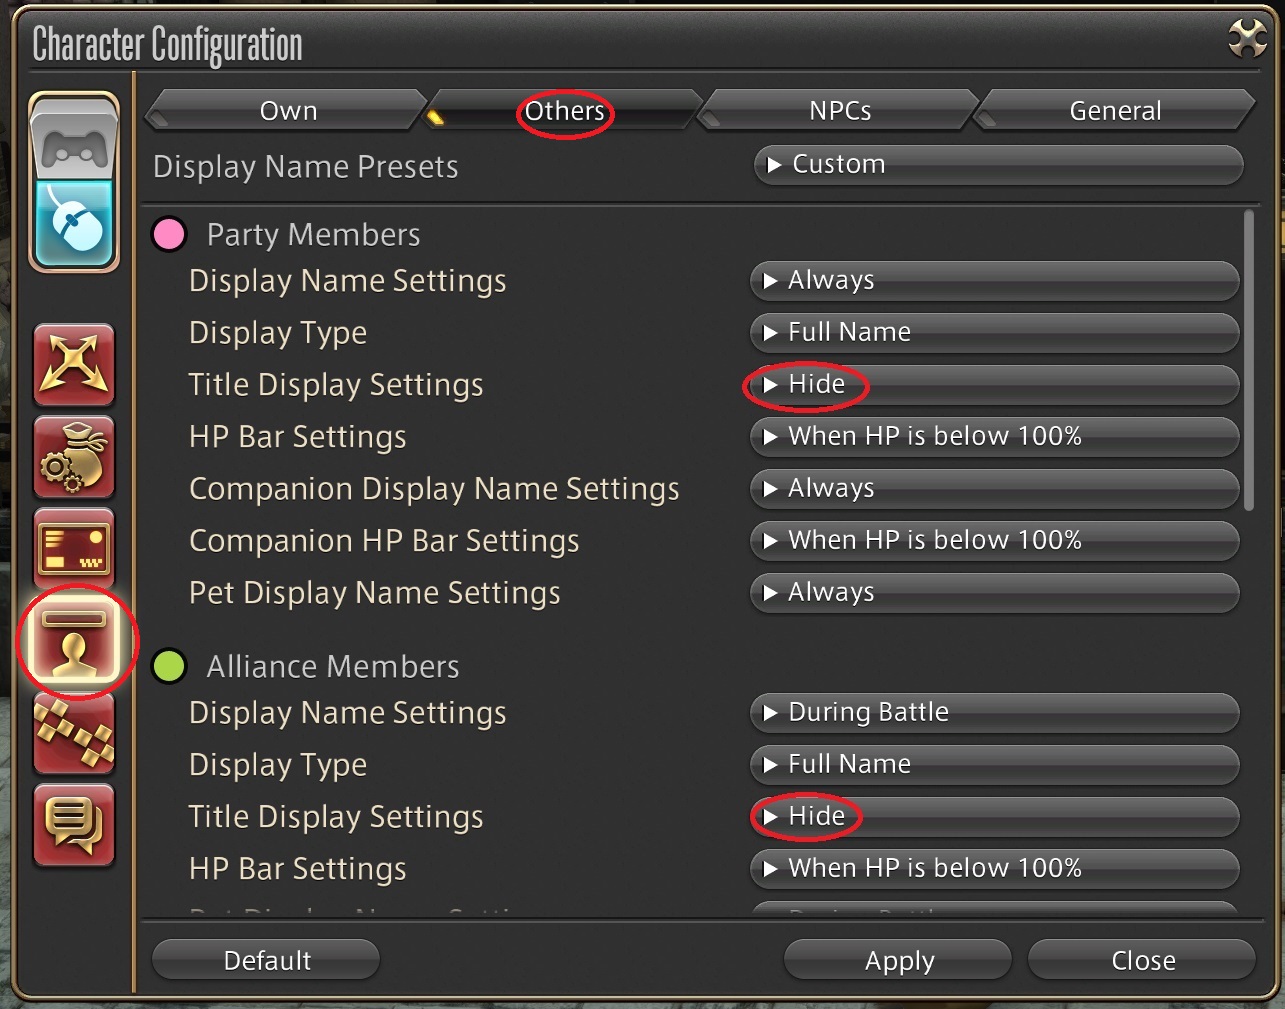 Character Configuration
Own Others NPCs General
Display Name Presets Custom
Party Members
Display Name Settings Always
Display Type Full Name
Title Display Settings Hide
HP Bar Settings When HP is below 100%
Companion Display Name Settings Always
Companion HP Bar Settings When HP is below 100%
Pet Display Name Settings Always
Alliance Members
Display Name Settings During Battle
Display Type Full Name
Title Display Settings Hide
HP Bar Settings When HP is below 100%
Default Apply Close